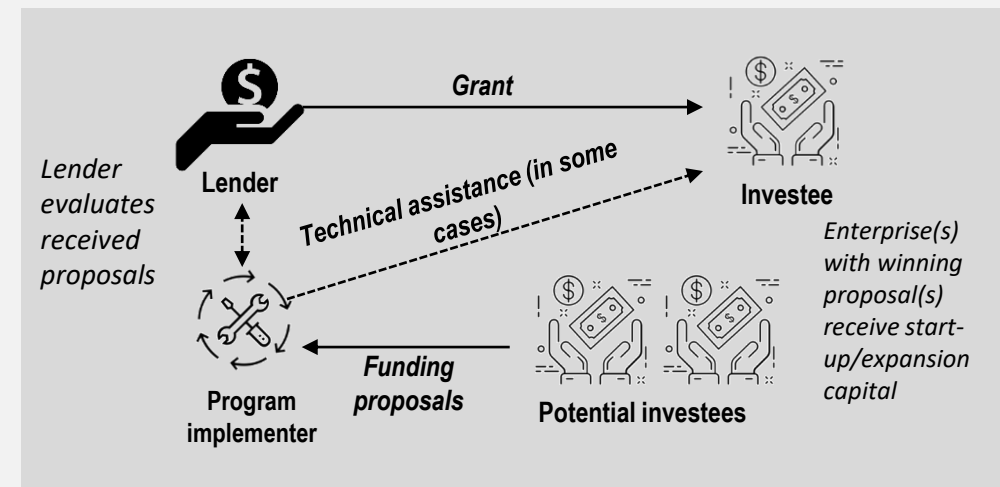 Grant
Lender
evaluates
received
proposals
Lender
Technical assistance (in some
cases)
Investee
Enterprise(s)
with winning
proposal(s)
receive start-
up/expansion
capital
Funding
proposals
Program
implementer
Potential investees